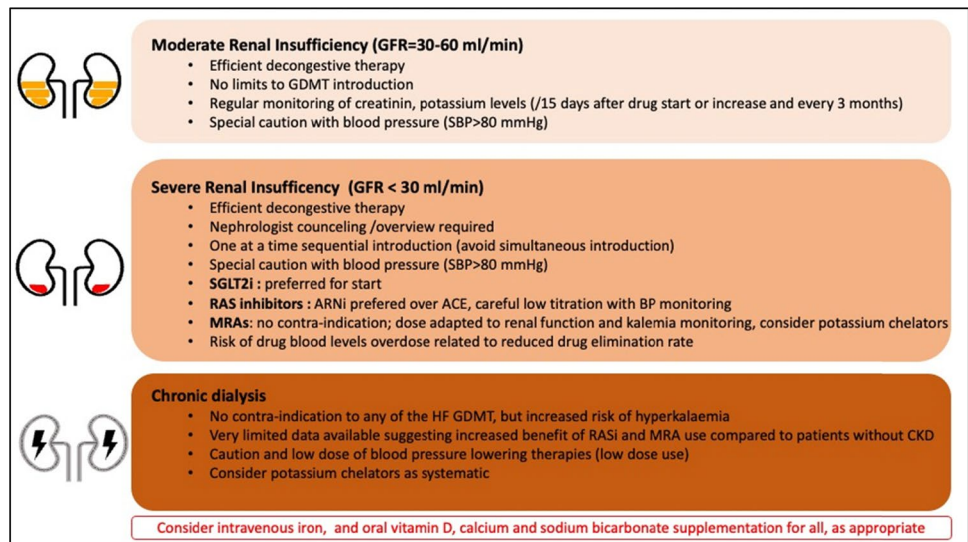 Moderate Renal Insufficiency (GFR=30-60 ml/min)
• Efficient decongestive therapy
• No limits to GDMT introduction
• Regular monitoring of creatinin, potassium levels (/15 days after drug start or increase and every 3 months)
• Special caution with blood pressure (SBP>80 mmHg)
Severe Renal Insufficency (GFR < 30 ml/min)
• Efficient decongestive therapy
• Nephrologist counceling /overview required
• One at a time sequential introduction (avoid simultaneous introduction)
• Special caution with blood pressure (SBP>80 mmHg)
• SGLT2i : preferred for start
• RAS inhibitors : ARNi prefered over ACE, careful low titration with BP monitoring
• MRAs: no contra-indication; dose adapted to renal function and kalemia monitoring, consider potassium chelators
• Risk of drug blood levels overdose related to reduced drug elimination rate
Chronic dialysis
• No contra-indication to any of the HF GDMT, but increased risk of hyperkalaemia
• Very limited data available suggesting increased benefit of RASi and MRA use compared to patients without CKD
• Caution and low dose of blood pressure lowering therapies (low dose use)
• Consider potassium chelators as systematic
Consider intravenous iron, and oral vitamin D, calcium and sodium bicarbonate supplementation for all, as appropriate